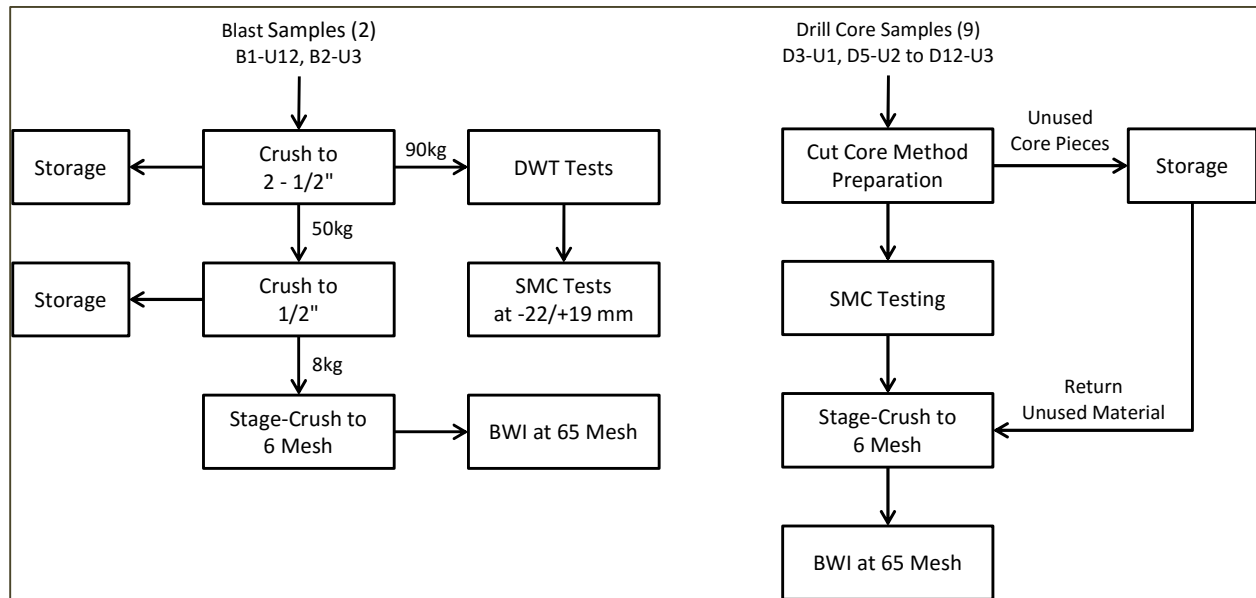 Blast Samples (2)
B1-U12, B2-U3
Storage
Crush to
2 - 1/2"
90kg
DWT Tests
50kg
Storage
Crush to
1/2"
SMC Tests
at -22/+19 mm
8kg
Stage-Crush to
6 Mesh
BWI at 65 Mesh
Drill Core Samples (9)
D3-U1, D5-U2 to D12-U3
Cut Core Method
Preparation
Unused
Core Pieces
Storage
SMC Testing
Return
Unused Material
Stage-Crush to
6 Mesh
BWI at 65 Mesh